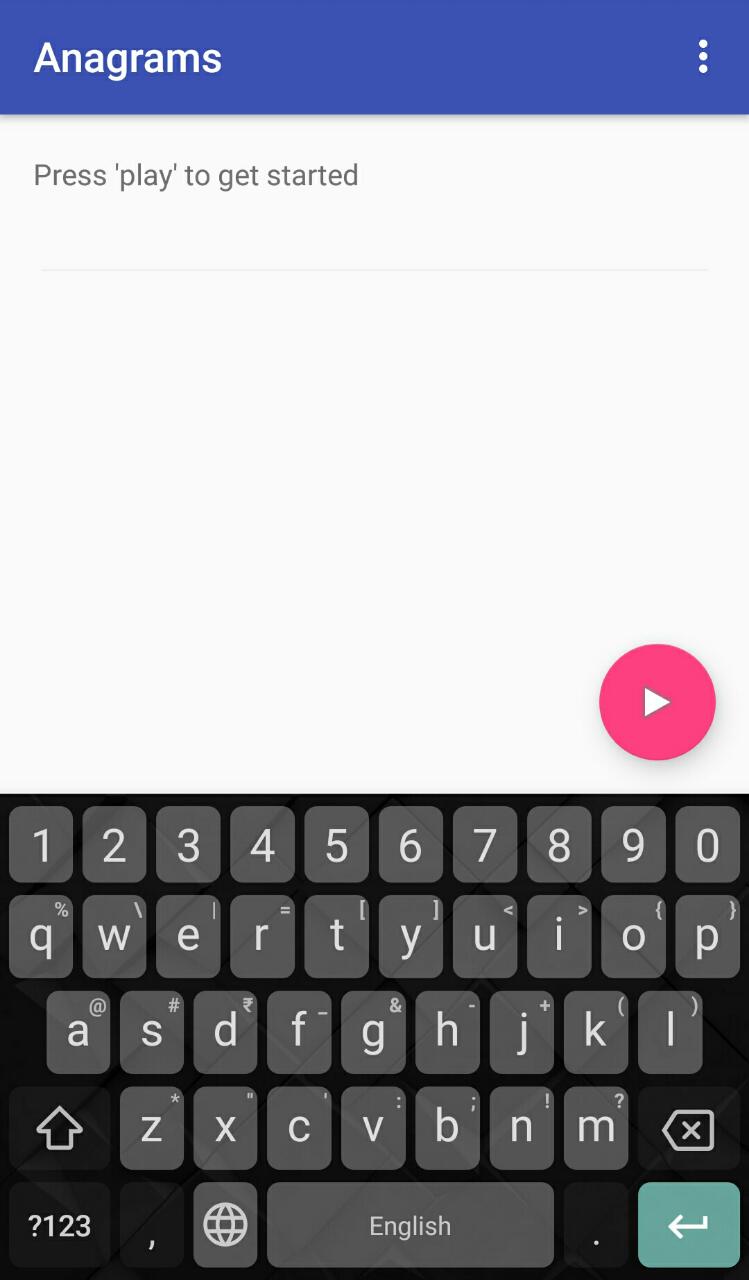 Anagrams
Press 'play' to get started
1 2 3 4 5 6 7 8 9 0
% \ | = [ ] < > { }
q w e r t y u i o p
@ # ₹ _ & - + ( )
a s d f g h j k l
* " ' : ; ! ?
z x c v b n m
?123 , English .